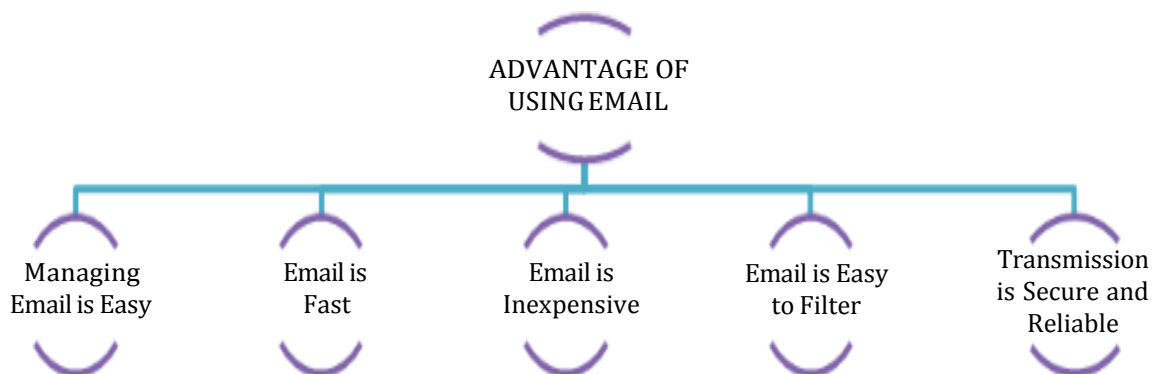 ADVANTAGE OF
USING EMAIL
Managing
Email is Easy
Email is
Fast
Email is
Inexpensive
Email is Easy
to Filter
Transmission
is Secure and
Reliable